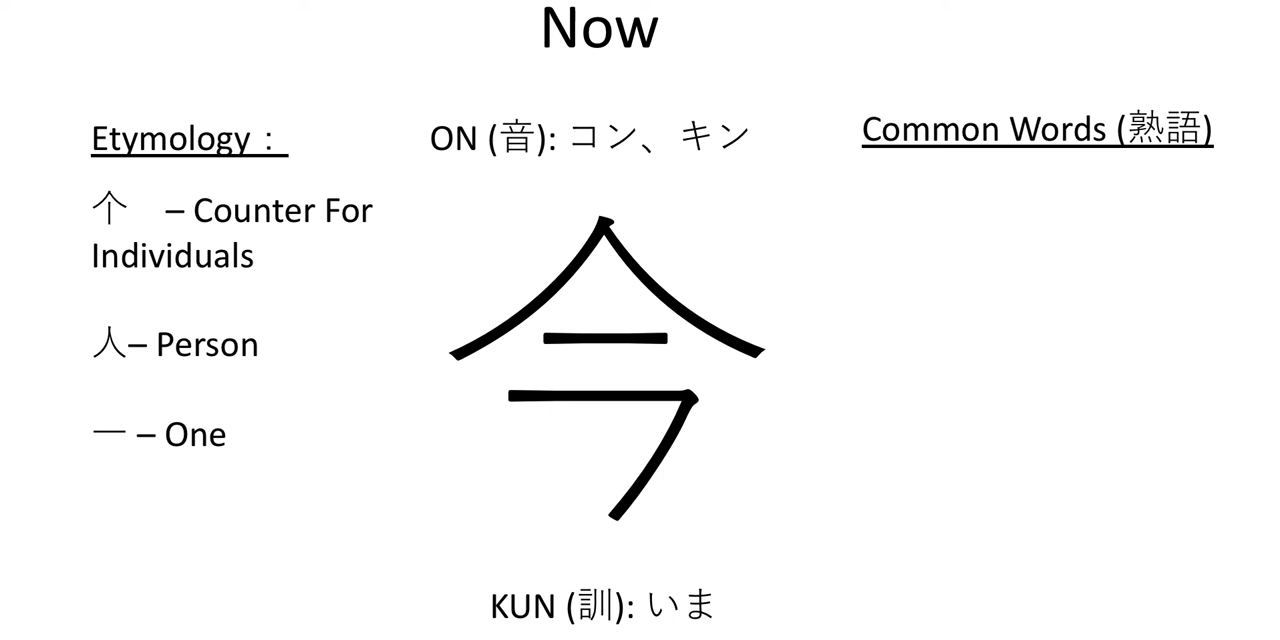 Now
Etymology：
个　– Counter For
Individuals
人– Person
一 – One
ON (音): コン、キン
今
KUN (訓): いま
Common Words (熟語)